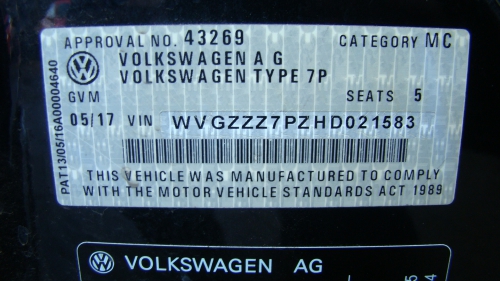 APPROVAL NO. 43269 CATEGORY MC
VOLKSWAGEN A G
VOLKSWAGEN TYPE 7P
GVM SEATS 5
05/17 VIN WVGZZZ7PZHD021583
THIS VEHICLE WAS MANUFACTURED TO COMPLY
WITH THE MOTOR VEHICLE STANDARDS ACT 1989
PAT13/05/16A00004640
VOLKSWAGEN AG